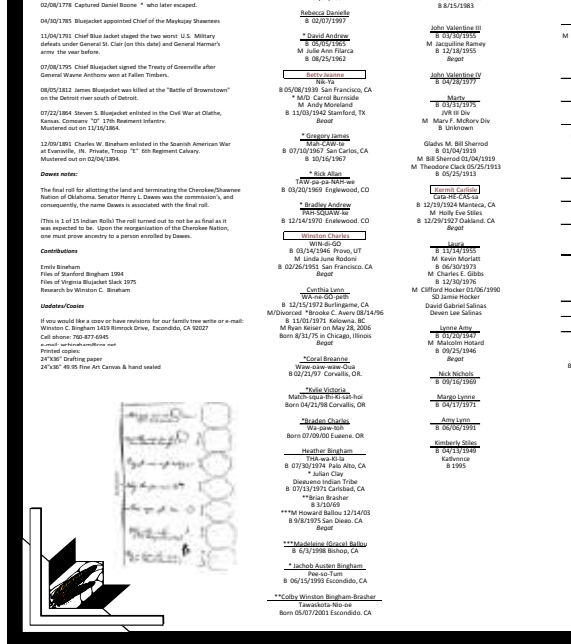 02/08/1778 Captured Daniel Boone * who later escaped.
04/30/1785 Bluejacket appointed Chief of the Maykujay Shawnees
11/04/1791 Chief Blue Jacket staged the two worst U.S. Military
defeats under General St. Clair (on this date) and General Harmar's
army the year before.
07/08/1795 Chief Bluejacket signed the Treaty of Greenville after
General Wayne Anthony won at Fallen Timbers.
08/05/1812 James Bluejacket was killed at the "Battle of Brownstown"
on the Detroit river south of Detroit.
07/22/1864 Steven S. Bluejacket enlisted in the Civil War at Olathe,
Kansas. Company "D" 17th Regiment Infantry.
Mustered out on 11/16/1864.
12/09/1891 Charles W. Bineham enlisted in the Spanish American War
at Evansville, IN. Private, Troop "E" 6th Regiment Calvary.
Mustered out on 02/04/1894.
Dawes notes:
The final roll for allotting the land and terminating the Cherokee/Shawnee
Nation of Oklahoma. Senator Henry L. Dawes was the commission's, and
consequently, the name Dawes is associated with the final roll.
(This is 1 of 15 Indian Rolls) The roll turned out to not be as final as it
was expected to be. Upon the reorganization of the Cherokee Nation,
one must prove ancestry to a person enrolled by Dawes.
Contributions
Emily Bineham
Files of Stanford Bingham 1994
Files of Virginia Bluejacket Slack 1975
Research by Winston C. Bineham
Updates/Copies
If you would like a copy or have revisions for our family tree write or e-mail:
Winston C. Bingham 1419 Rimrock Drive, Escondido, CA 92027
Cell phone: 760-877-6945
Printed copies:
24"X36" Drafting paper
24"x36" 49.95 Fine Art Canvas & hand sealed
Rebecca Danielle
B 02/07/1997
* David Andrew
B 05/05/1965
M Julie Ann Filarca
B 08/25/1962
Betty Jeanne
Nik-Ya
B 05/08/1939 San Francisco, CA
* M/D Carrol Burnside
M Andy Moreland
B 11/03/1942 Stamford, TX
Begat
* Gregory James
Mah-CAW-te
B 07/10/1967 San Carlos, CA
B 10/16/1967
* Rick Allan
TAW-pa-pa-NAH-we
B 03/20/1969 Englewood, CO
* Bradley Andrew
PAH-SQUAW-ke
B 12/14/1970 Englewood. CO
Winston Charles
WIN-di-GO
B 03/14/1946 Provo, UT
M Linda June Rodoni
B 02/26/1951 San Francisco. CA
Begat
Cynthia Lynn
WA-ne-GO-peth
B 12/15/1972 Burlingame, CA
M/Divorced *Brooke C. Avery 08/14/96
B 11/01/1971 Kelowna. BC
M Ryan Keiser on May 28, 2006
Born 8/31/75 in Chicago, Illinois
Begat
*Coral Breanne
Waw-paw-waw-Qua
B 02/21/97 Corvallis, OR.
*Kylie Victoria
Match-squa-thi-Ki-sat-hoi
Born 04/21/98 Corvallis, OR
*Braden Charles
Wa-paw-toh
Born 07/09/00 Eugene. OR
Heather Bingham
THA-wa-KI-la
B 07/30/1974 Palo Alto, CA
* Julian Clay
Diegueno Indian Tribe
B 07/13/1971 Carlsbad, CA
**Brian Brasher
B 3/10/69
***M Howard Ballou 12/14/03
B 9/8/1975 San Diego. CA
Begat
***Madeleine (Grace) Ballou
B 6/3/1998 Bishop, CA
* Jachob Austen Bingham
Pee-so-Tum
B 06/15/1993 Escondido, CA
**Colby Winston Bingham-Brasher
Tawaskota-Nio-pe
Born 05/07/2001 Escondido. CA
B 8/15/1983
John Valentine III
B 03/30/1955
M Jacquiline Ramey
B 12/18/1955
Begat
John Valentine IV
B 04/28/1977
Marty
B 03/31/1975
JVR III Div
M Mary F. McRory Div
B Unknown
Gladys M. Bill Sherrod
B 01/04/1919
M Bill Sherrod 01/04/1919
M Theodore Clack 05/25/1913
B 05/25/1913
Kermit Carlisle
Cata-HE-CAS-sa
B 12/19/1924 Manteca, CA
M Holly Eve Stiles
B 12/29/1927 Oakland. CA
Begat
Laura
B 11/14/1955
M Kevin Morlatt
B 06/30/1973
M Charles E. Gibbs
B 12/30/1976
M Clifford Hocker 01/06/1990
SD Jamie Hocker
David Gabriel Salinas
Deven Lee Salinas
Lynne Amy
B 01/20/1947
M Malcolm Hotard
B 09/25/1946
Begat
Nick Nichols
B 09/16/1969
Margo Lynne
B 04/17/1971
Amy Lynn
B 06/06/1991
Kimberly Stiles
B 04/13/1949
Katlynnce
B 1995
M
B